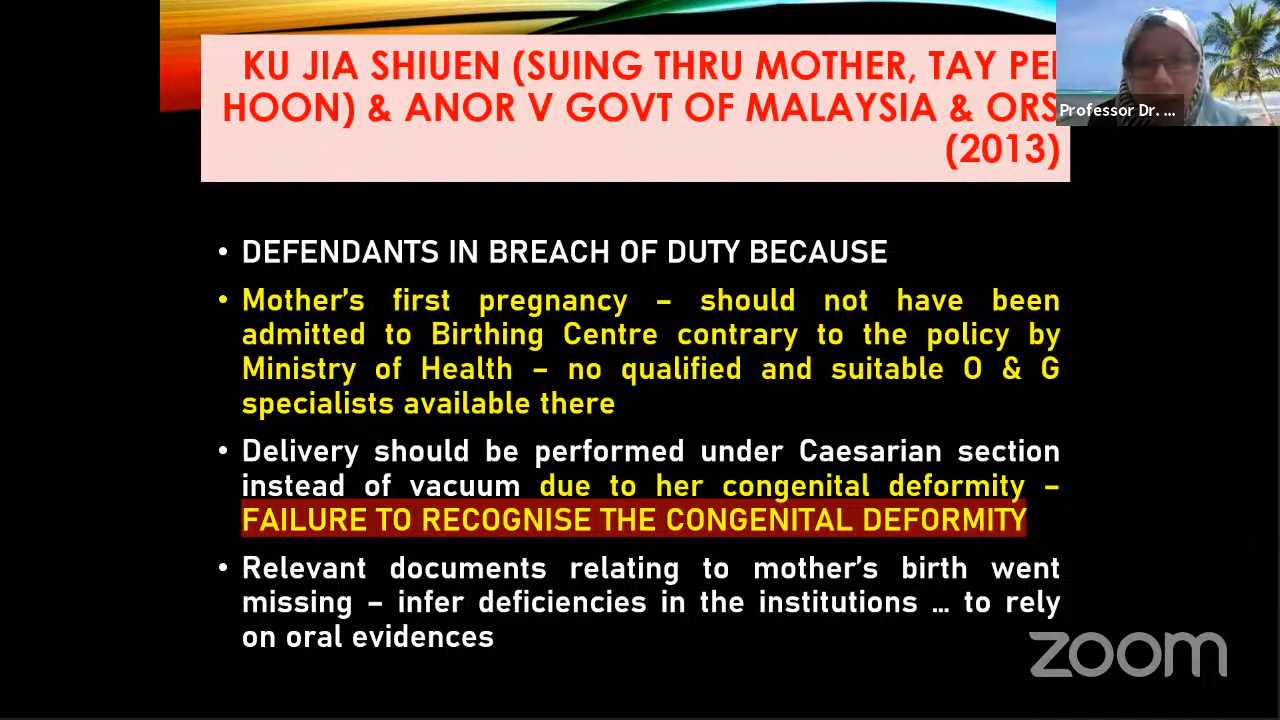 KU JIA SHIUEN (SUING THRU MOTHER, TAY PEI
HOON) & ANOR V GOVT OF MALAYSIA & ORS
(2013)
Professor Dr. ...
• DEFENDANTS IN BREACH OF DUTY BECAUSE
• Mother's first pregnancy – should not have been
admitted to Birthing Centre contrary to the policy by
Ministry of Health – no qualified and suitable O & G
specialists available there
• Delivery should be performed under Caesarian section
instead of vacuum due to her congenital deformity –
FAILURE TO RECOGNISE THE CONGENITAL DEFORMITY
• Relevant documents relating to mother's birth went
missing – infer deficiencies in the institutions ... to rely
on oral evidences
zoom